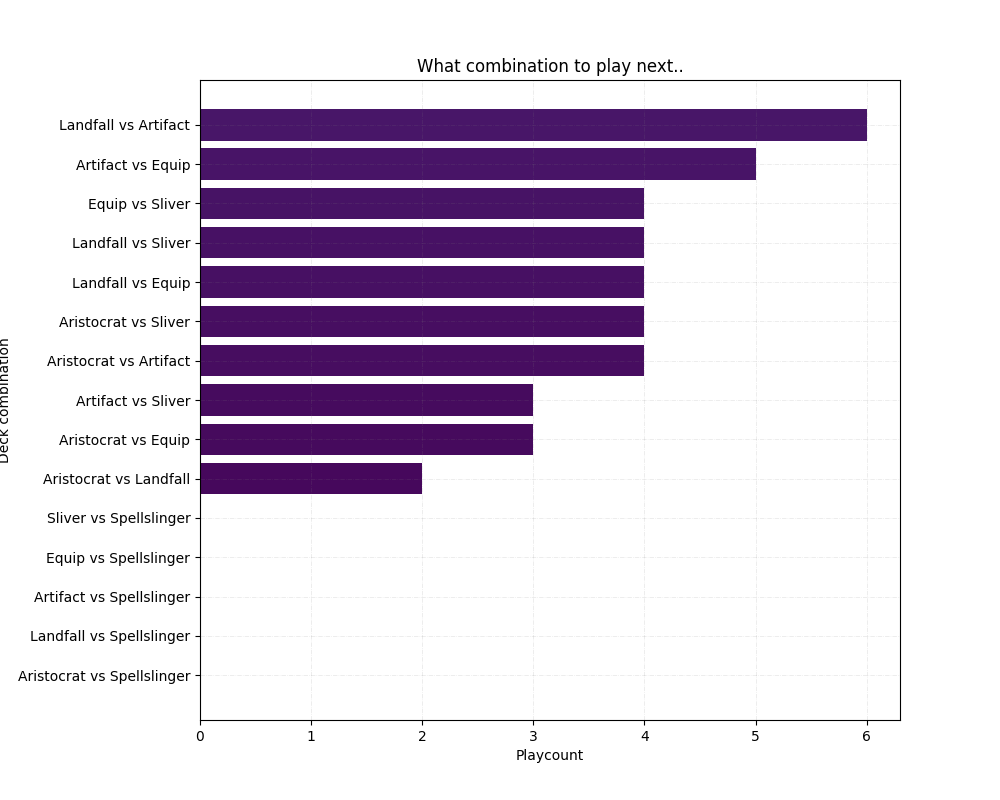 What combination to play next..
Landfall vs Artifact
Artifact vs Equip
Equip vs Sliver
Landfall vs Sliver
Landfall vs Equip
Aristocrat vs Sliver
Aristocrat vs Artifact
Artifact vs Sliver
Aristocrat vs Equip
Aristocrat vs Landfall
Sliver vs Spellslinger
Equip vs Spellslinger
Artifact vs Spellslinger
Landfall vs Spellslinger
Aristocrat vs Spellslinger
Deck combination
0 1 2 3 4 5 6
Playcount